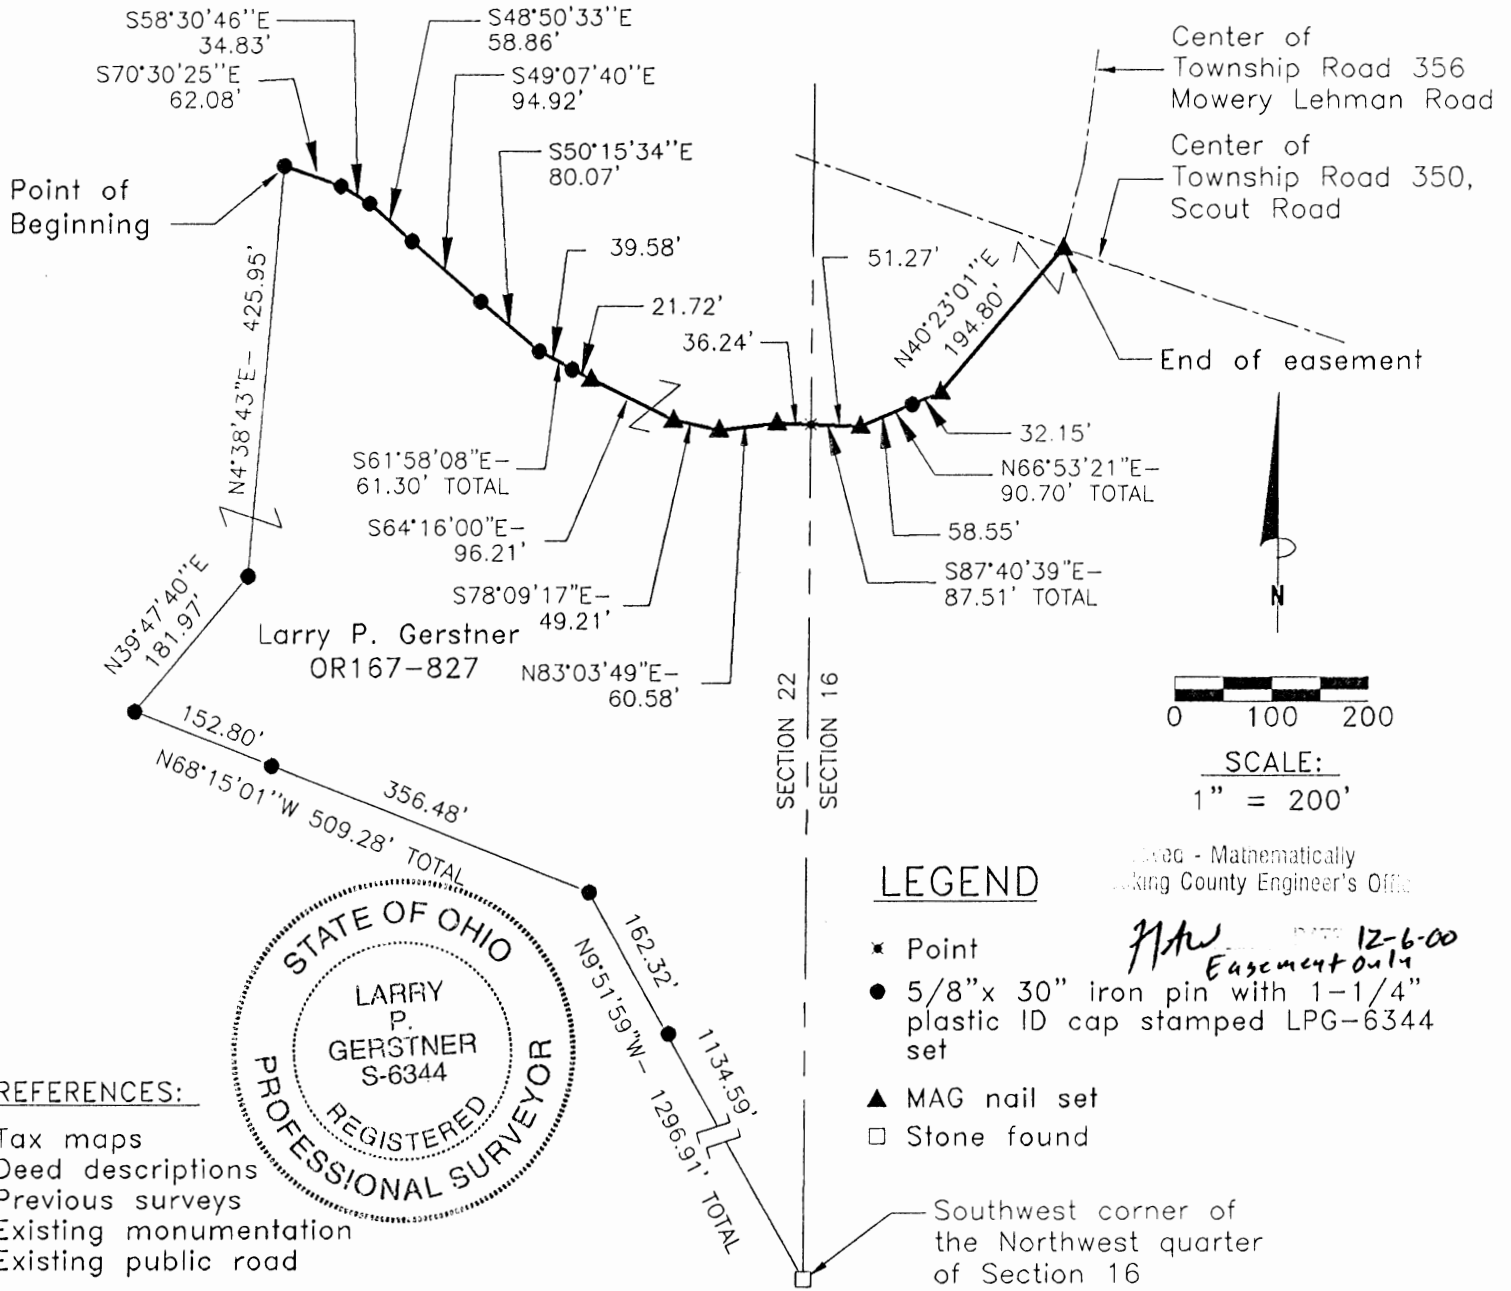 S58°30'46"E
34.83'
S70°30'25"E
62.08'
S48°50'33"E
58.86'
S49°07'40"E
94.92'
S50°15'34"E
80.07'
39.58'
21.72'
36.24'
51.27'
Center of
Township Road 356
Mowery Lehman Road
Center of
Township Road 350,
Scout Road
Point of
Beginning
N4°38'43"E- 425.95'
N40°23'01"E
194.80'
End of easement
S61°58'08"E-
61.30' TOTAL
S64°16'00"E-
96.21'
S78°09'17"E-
49.21'
N83°03'49"E-
60.58'
32.15'
N66°53'21"E-
90.70' TOTAL
58.55'
S87°40'39"E-
87.51' TOTAL
N
N39°47'40"E
181.97'
Larry P. Gerstner
OR167-827
SECTION 22
SECTION 16
0 100 200
SCALE:
1" = 200'
152.80'
356.48'
N68°15'01"W 509.28' TOTAL
162.32'
1134.59'
N9°51'59"W- 1296.91' TOTAL
STATE OF OHIO
LARRY
P.
GERSTNER
S-6344
REGISTERED
PROFESSIONAL SURVEYOR
- Mathematically
County Engineer's
12-6-00
Easement Only
LEGEND
Point
5/8"x 30" iron pin with 1-1/4"
plastic ID cap stamped LPG-6344
set
MAG nail set
Stone found
REFERENCES:
Tax maps
Deed descriptions
Previous surveys
Existing monumentation
Existing public road
Southwest corner of
the Northwest quarter
of Section 16